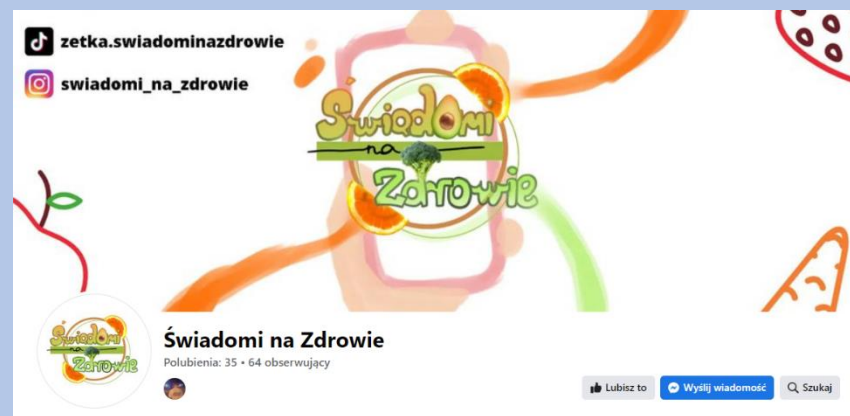 zetka.swiadominazdrowie
swiadomi_na_zdrowie
Świadomi
na
Zdrowie
Świadomi
na
Zdrowie
Świadomi na Zdrowie
Polubienia: 35 • 64 obserwujący
Lubisz to
Wyślij wiadomość
Szukaj